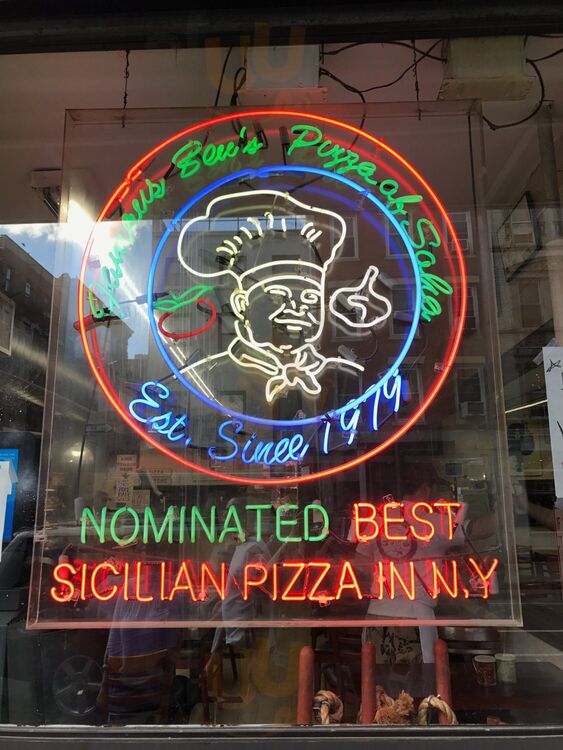 Famous Ben's Pizza of Soho
Est. Since, 1979
NOMINATED BEST
SICILIAN PIZZA IN N.Y